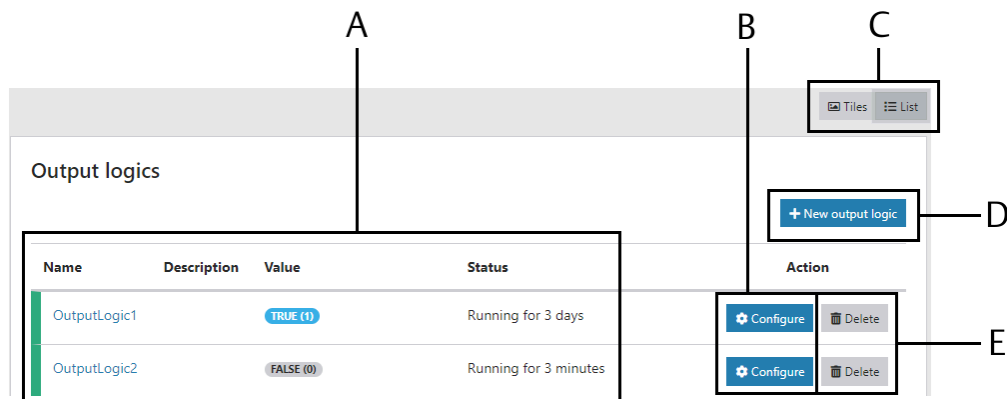 A B C
Tiles List
Output logics
New output logic D
Name Description Value Status Action
OutputLogic1 TRUE (1) Running for 3 days Configure Delete
E
OutputLogic2 FALSE (0) Running for 3 minutes Configure Delete